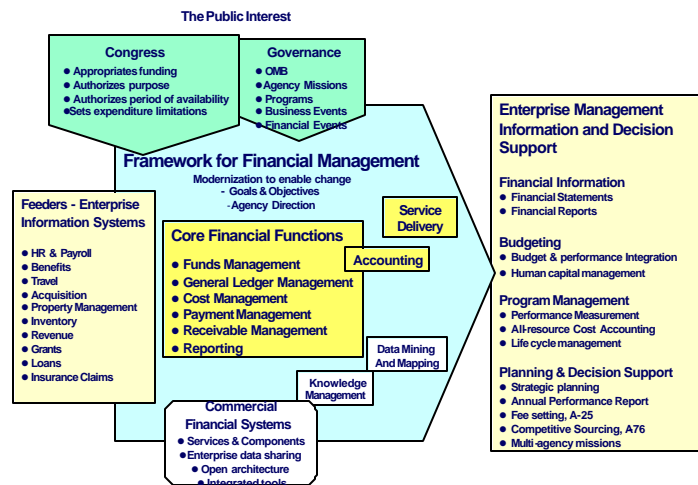 The Public Interest
Congress
● Appropriates funding
● Authorizes purpose
● Authorizes period of availability
● Sets expenditure limitations
Governance
● OMB
● Agency Missions
● Programs
● Business Events
● Financial Events
Framework for Financial Management
Modernization to enable change
- Goals & Objectives
- Agency Direction
Feeders - Enterprise
Information Systems
● HR & Payroll
● Benefits
● Travel
● Acquisition
● Property Management
● Inventory
● Revenue
● Grants
● Loans
● Insurance Claims
Core Financial Functions
● Funds Management
● General Ledger Management
● Cost Management
● Payment Management
● Receivable Management
● Reporting
Service
Delivery
Accounting
Data Mining
And Mapping
Knowledge
Management
Commercial
Financial Systems
● Services & Components
● Enterprise data sharing
● Open architecture
● Integrated tools
Enterprise Management
Information and Decision
Support
Financial Information
● Financial Statements
● Financial Reports
Budgeting
● Budget & performance Integration
● Human capital management
Program Management
● Performance Measurement
● All-resource Cost Accounting
● Life cycle management
Planning & Decision Support
● Strategic planning
● Annual Performance Report
● Fee setting, A-25
● Competitive Sourcing, A76
● Multi-agency missions